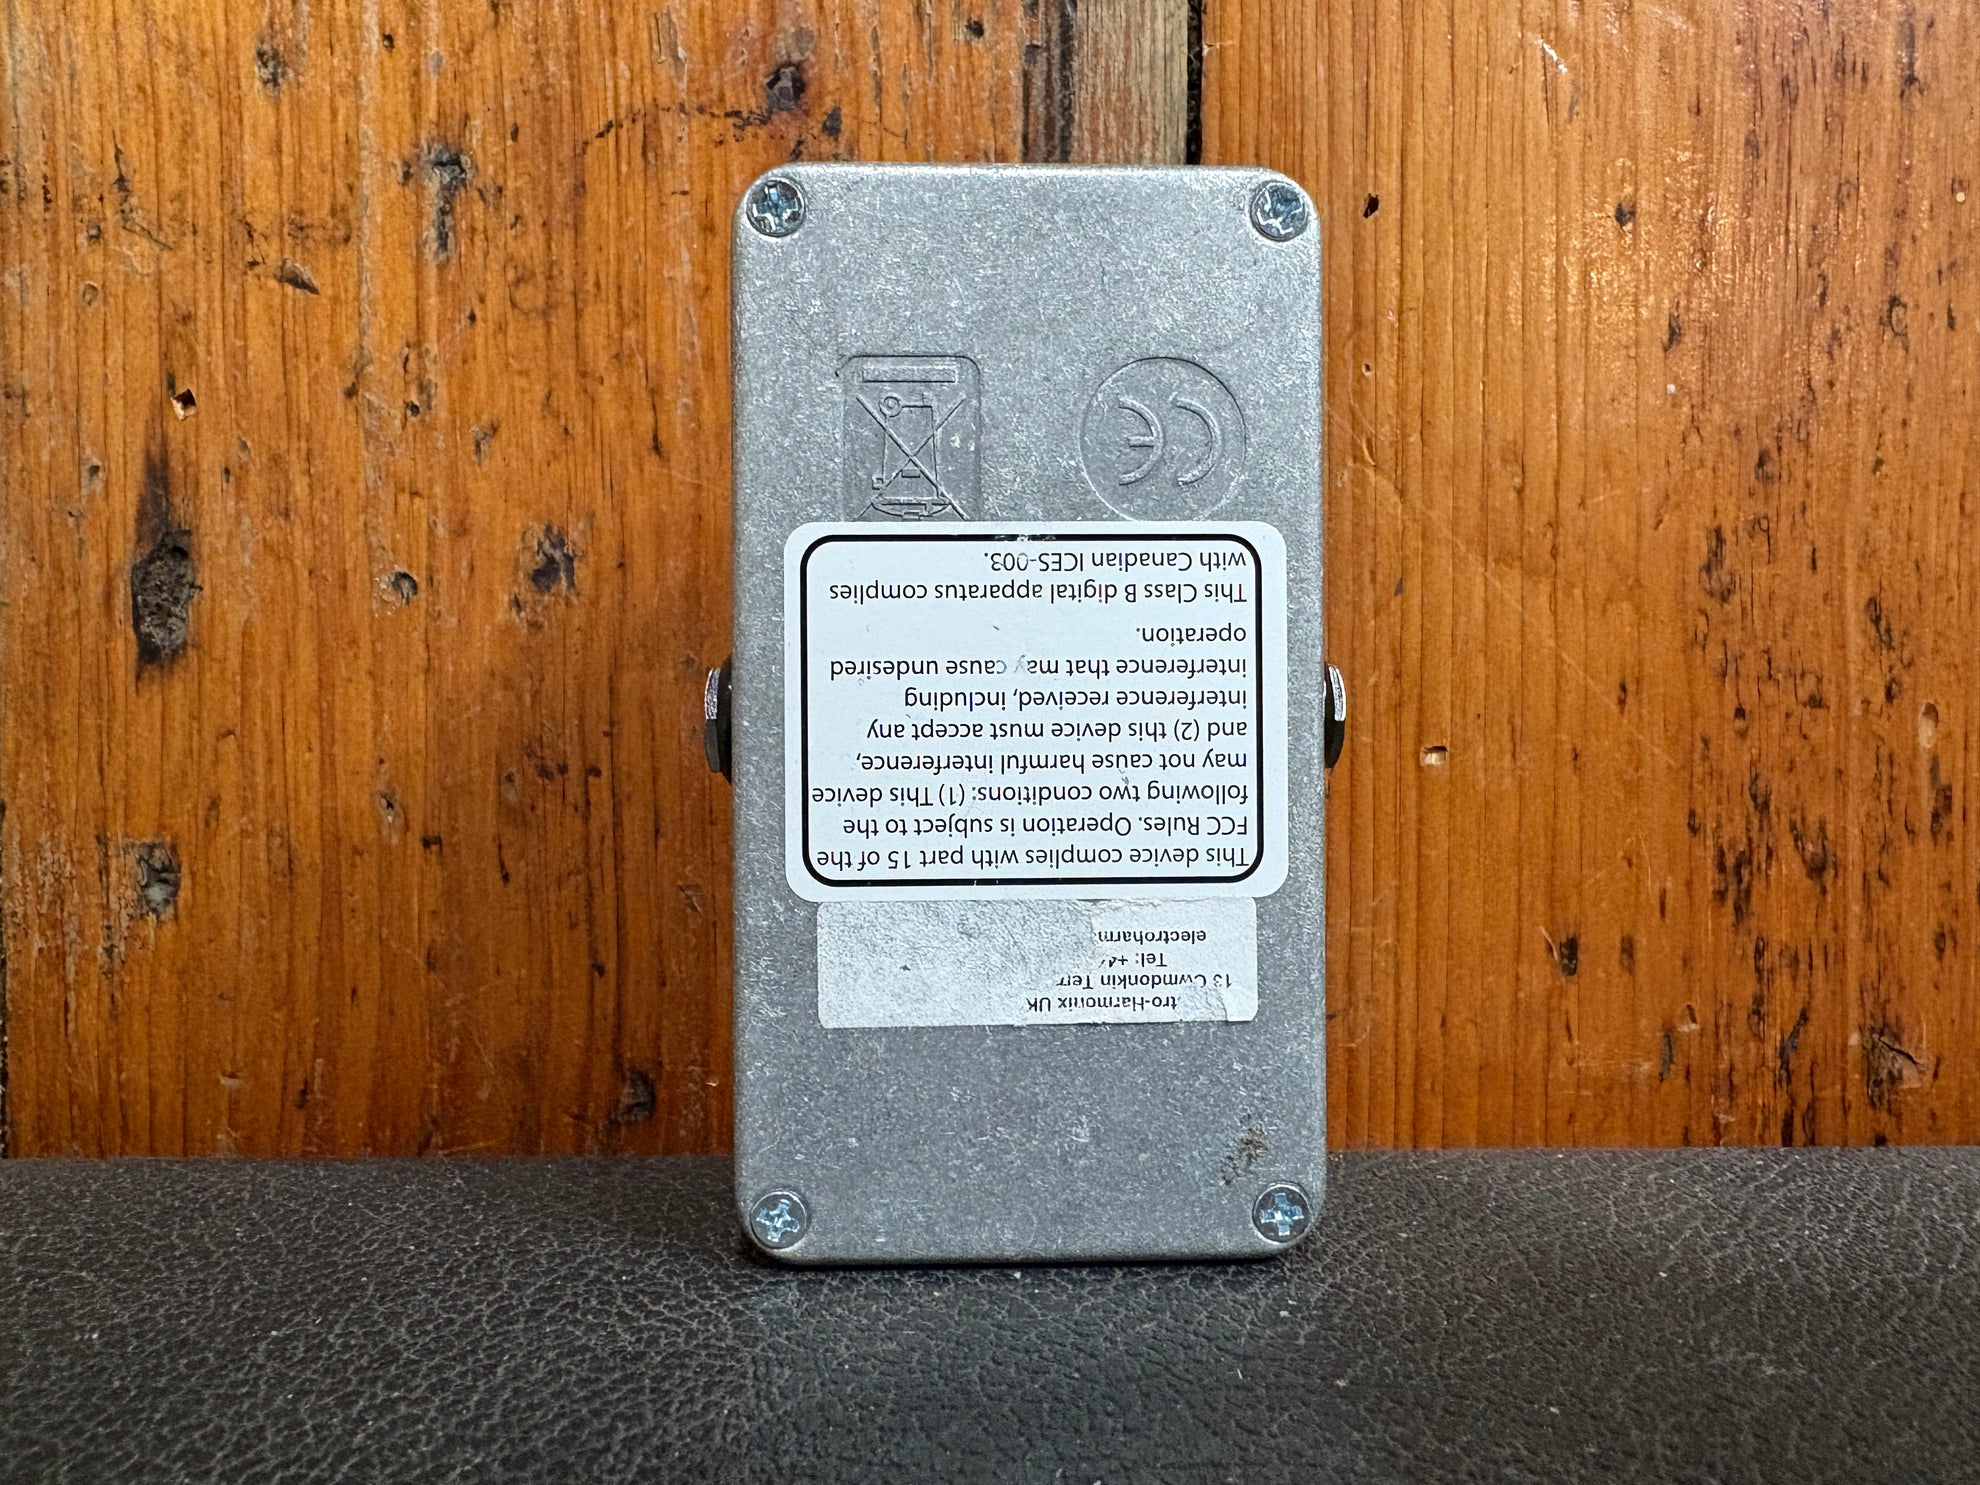 tro-Harmonix UK
13 Cwmdonkin Terr
Tel: +4
electroharm
This device complies with part 15 of the
FCC Rules. Operation is subject to the
following two conditions: (1) This device
may not cause harmful interference,
and (2) this device must accept any
interference received, including
interference that may cause undesired
operation.
This Class B digital apparatus complies
with Canadian ICES-003.
CE